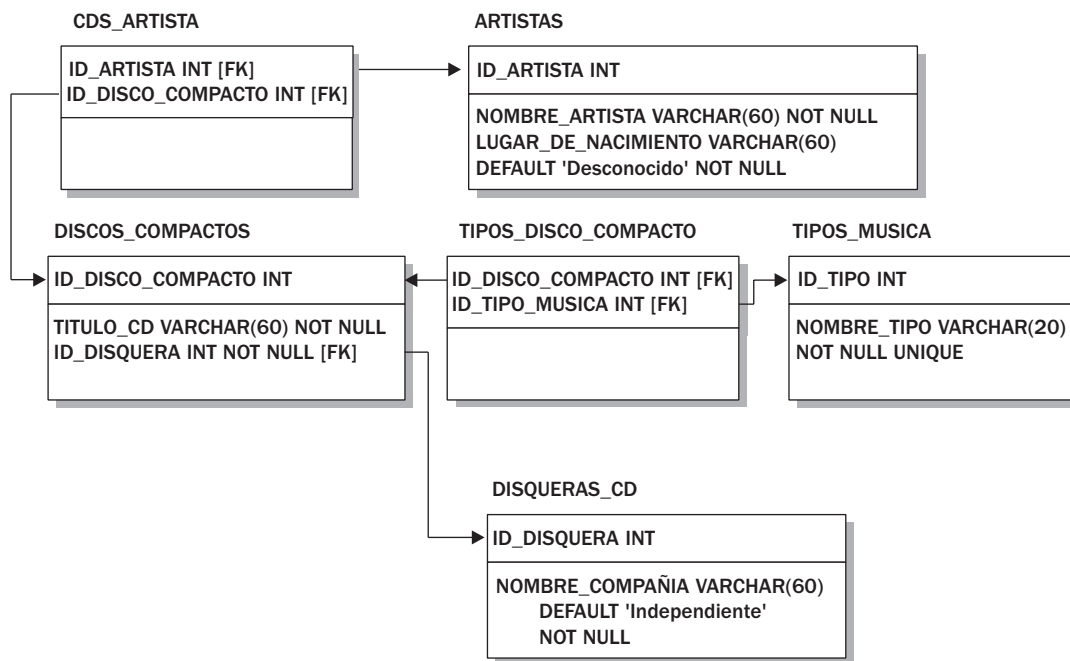 CDS_ARTISTA
ID_ARTISTA INT [FK]
ID_DISCO_COMPACTO INT [FK]
ARTISTAS
ID_ARTISTA INT
NOMBRE_ARTISTA VARCHAR(60) NOT NULL
LUGAR_DE_NACIMIENTO VARCHAR(60)
DEFAULT 'Desconocido' NOT NULL
DISCOS_COMPACTOS
ID_DISCO_COMPACTO INT
TITULO_CD VARCHAR(60) NOT NULL
ID_DISQUERA INT NOT NULL [FK]
TIPOS_DISCO_COMPACTO
ID_DISCO_COMPACTO INT [FK]
ID_TIPO_MUSICA INT [FK]
TIPOS_MUSICA
ID_TIPO INT
NOMBRE_TIPO VARCHAR(20)
NOT NULL UNIQUE
DISQUERAS_CD
ID_DISQUERA INT
NOMBRE_COMPAÑIA VARCHAR(60)
DEFAULT 'Independiente'
NOT NULL